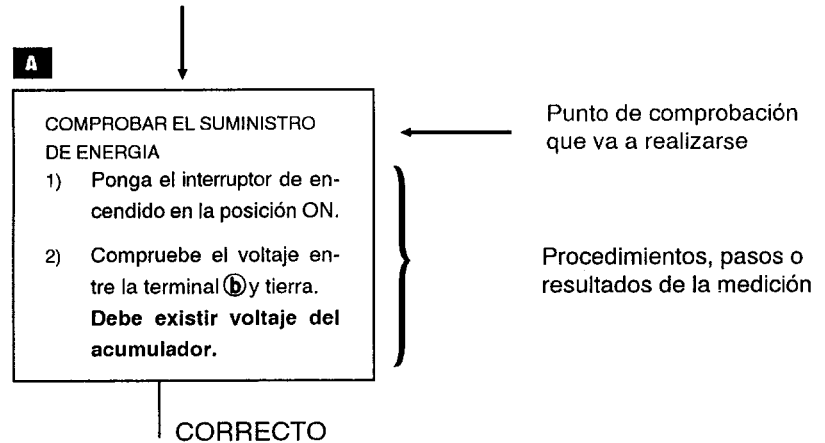 A
COMPROBAR EL SUMINISTRO
DE ENERGIA
1) Ponga el interruptor de en-
cendido en la posición ON.
2) Compruebe el voltaje en-
tre la terminal ⓑ y tierra.
Debe existir voltaje del
acumulador.
CORRECTO
Punto de comprobación
que va a realizarse
Procedimientos, pasos o
resultados de la medición